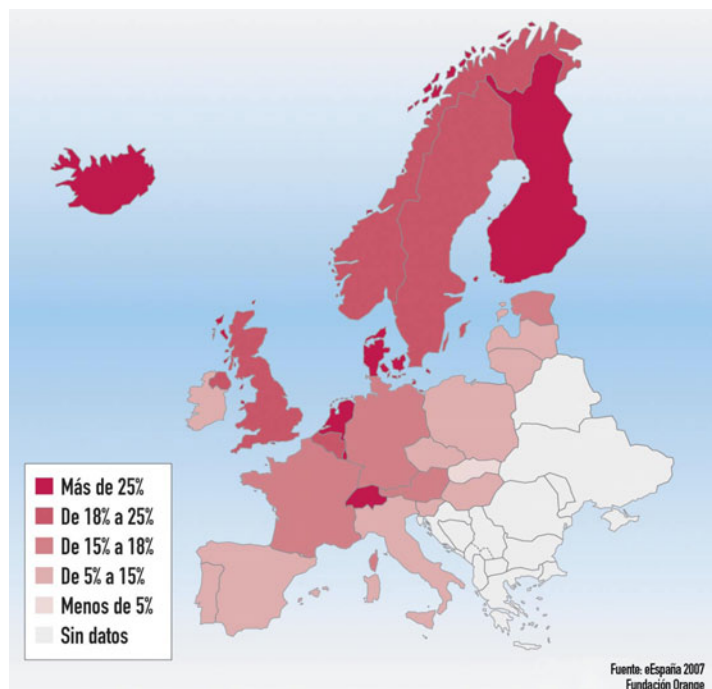 Más de 25%
De 18% a 25%
De 15% a 18%
De 5% a 15%
Menos de 5%
Sin datos
Fuente: eEspaña 2007
Fundación Orange